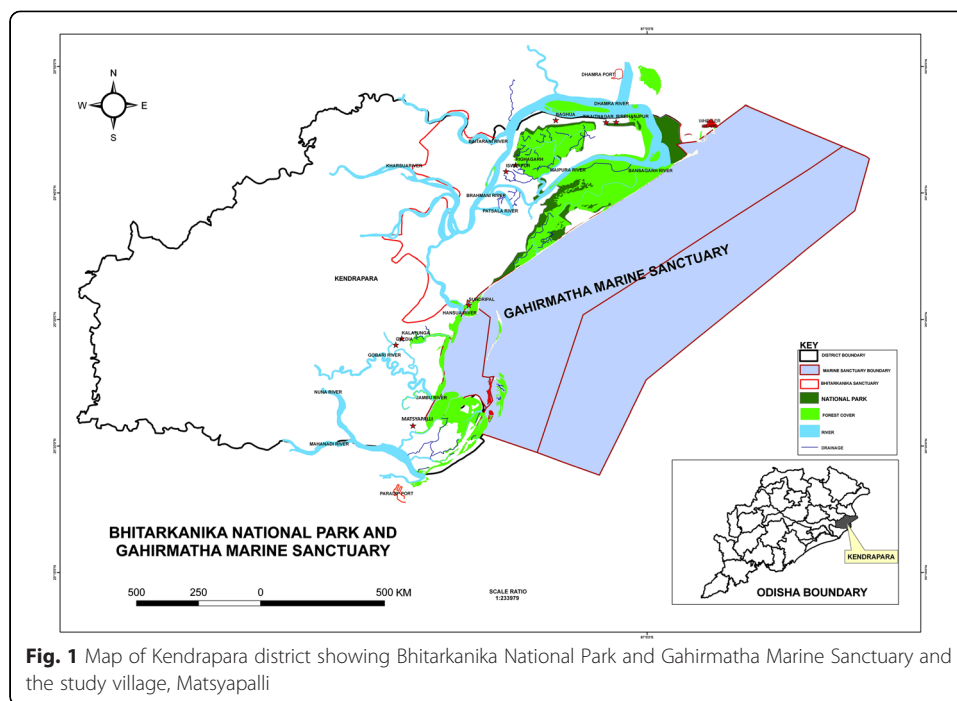 N
W
E
S
DHAMRA PORT
DHAMRA RIVER
BAGHUA
WHEELER
BAITARANI RIVER
RIGHAGARH
KHARSUA RIVER
MAIPURA RIVER
BANSAGARH RIVER
BRAHMANI RIVER
PATSALA RIVER
KENDRAPARA
GAHIRMATHA MARINE SANCTUARY
SUNDRIPAL
HANSUA RIVER
GOBARI RIVER
NUNA RIVER
JAMBU RIVER
MATSYAPALLI
MAHANADI RIVER
KEY
DISTRICT BOUNDARY
MARINE SANCTUARY BOUNDARY
BHITARKANIKA SANCTUARY
NATIONAL PARK
FOREST COVER
RIVER
DRAINAGE
BHITARKANIKA NATIONAL PARK AND
GAHIRMATHA MARINE SANCTUARY
500 250 0 500 KM
SCALE RATIO
1:233979
KENDRAPARA
ODISHA BOUNDARY
Fig. 1 Map of Kendrapara district showing Bhitarkanika National Park and Gahirmatha Marine Sanctuary and
the study village, Matsyapalli